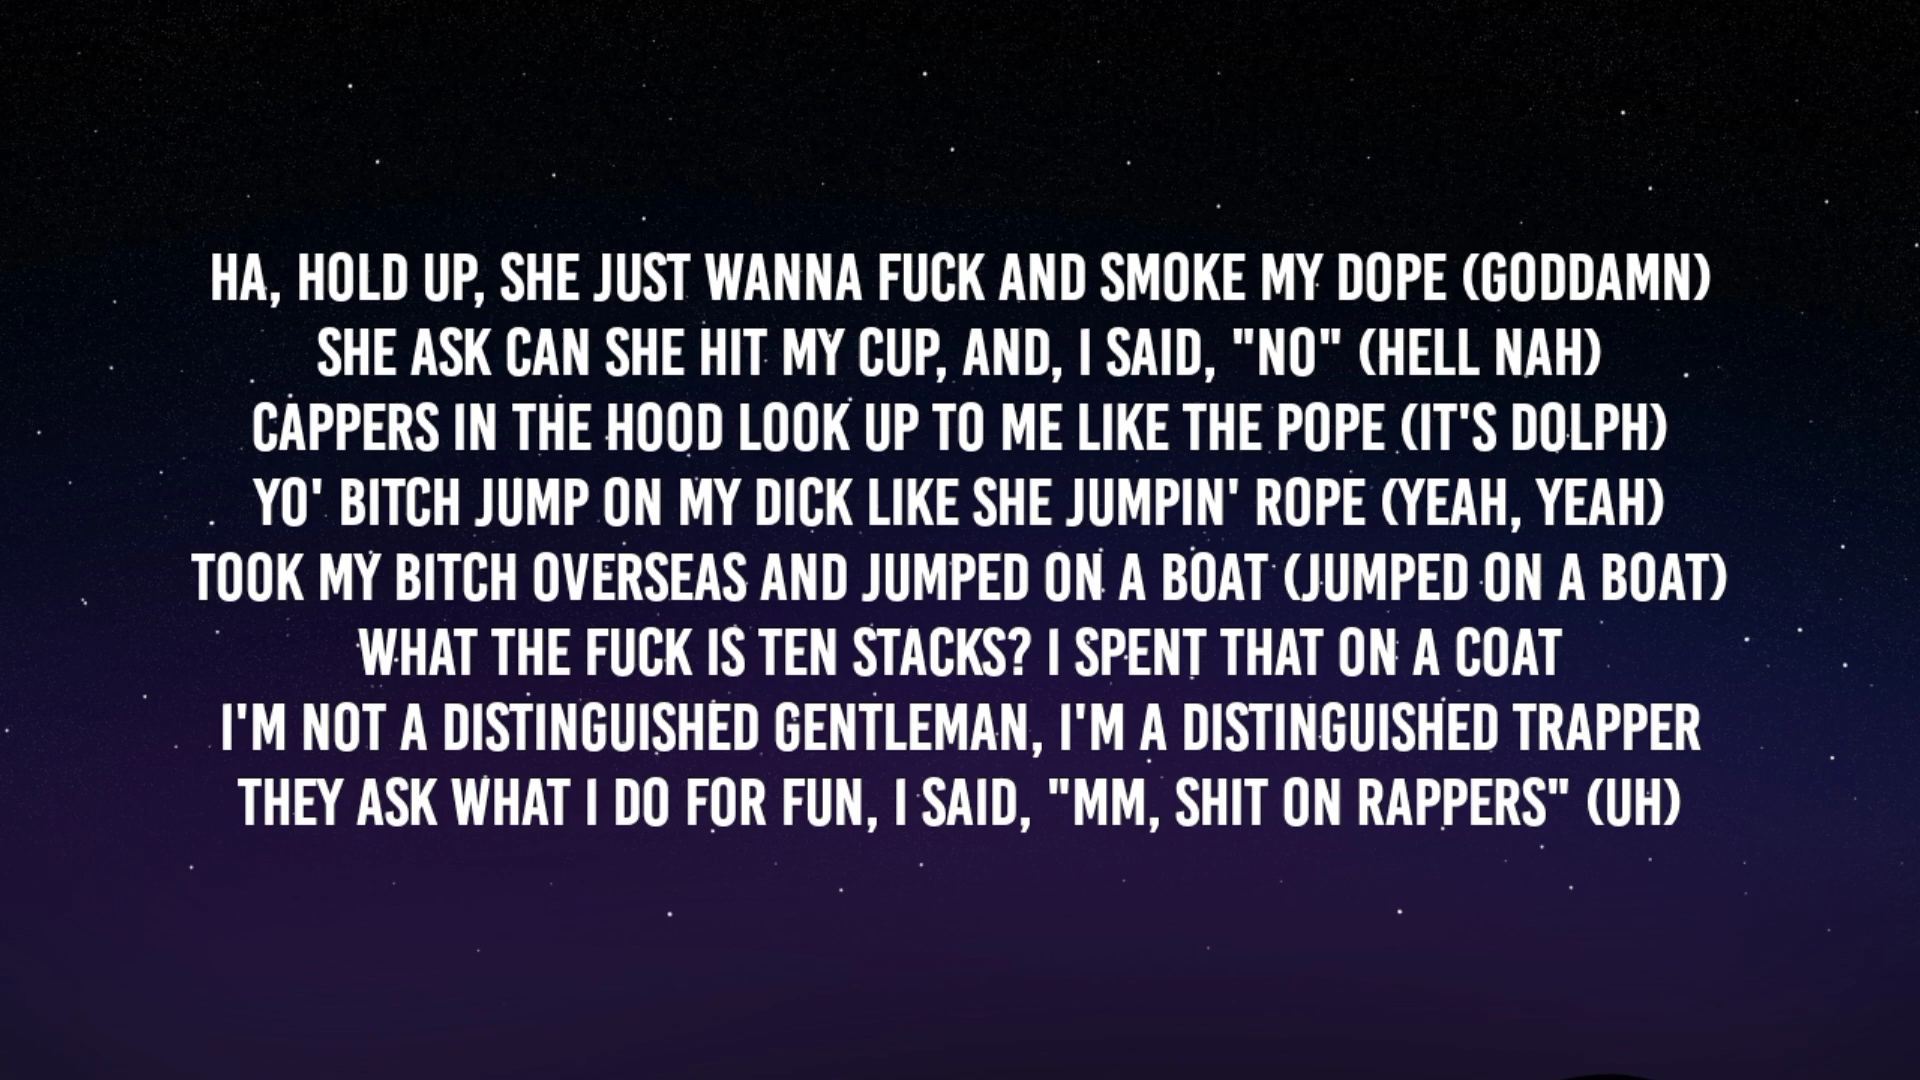 HA, HOLD UP, SHE JUST WANNA FUCK AND SMOKE MY DOPE (GODDAMN)
SHE ASK CAN SHE HIT MY CUP, AND, I SAID, "NO" (HELL NAH)
CAPPERS IN THE HOOD LOOK UP TO ME LIKE THE POPE (IT'S DOLPH)
YO' BITCH JUMP ON MY DICK LIKE SHE JUMPIN' ROPE (YEAH, YEAH)
TOOK MY BITCH OVERSEAS AND JUMPED ON A BOAT (JUMPED ON A BOAT)
WHAT THE FUCK IS TEN STACKS? I SPENT THAT ON A COAT
I'M NOT A DISTINGUISHED GENTLEMAN, I'M A DISTINGUISHED TRAPPER
THEY ASK WHAT I DO FOR FUN, I SAID, "MM, SHIT ON RAPPERS" (UH)